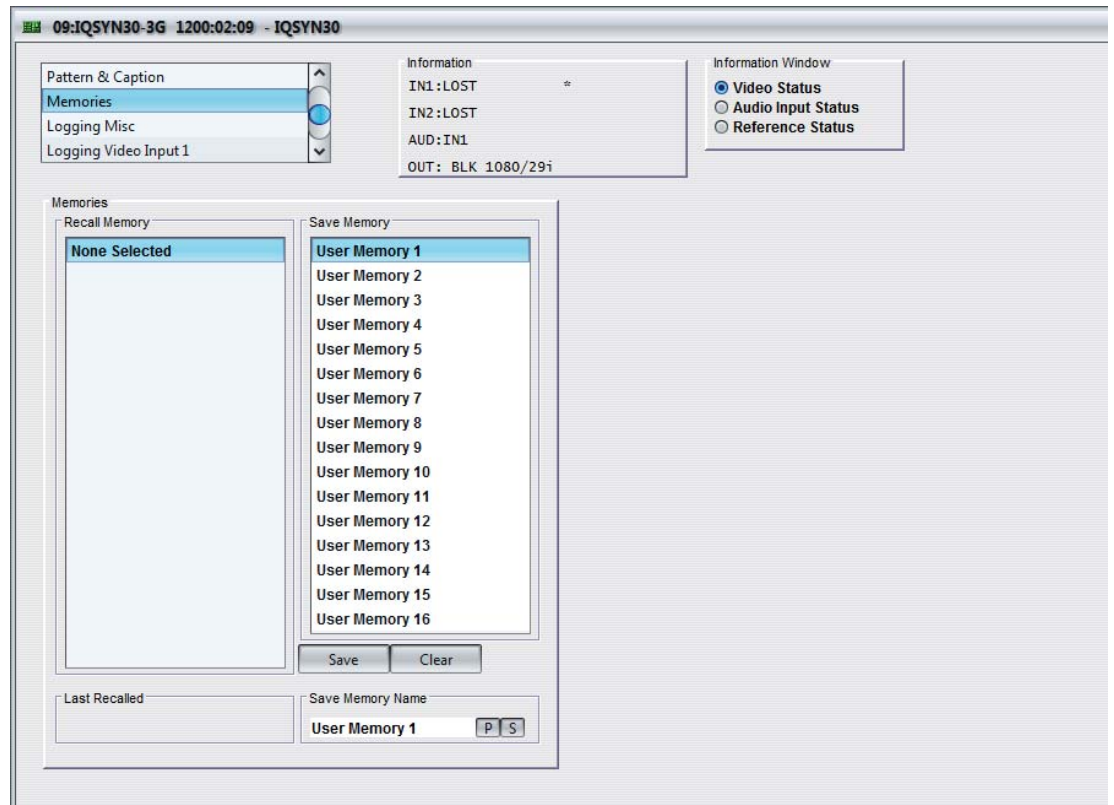 09:IQSYN30-3G 1200:02:09 - IQSYN30
Pattern & Caption
Memories
Logging Misc
Logging Video Input 1
Information
IN1:LOST *
IN2:LOST
AUD:IN1
OUT: BLK 1080/29i
Information Window
Video Status
Audio Input Status
Reference Status
Memories
Recall Memory
None Selected
Save Memory
User Memory 1
User Memory 2
User Memory 3
User Memory 4
User Memory 5
User Memory 6
User Memory 7
User Memory 8
User Memory 9
User Memory 10
User Memory 11
User Memory 12
User Memory 13
User Memory 14
User Memory 15
User Memory 16
Save Clear
Last Recalled
Save Memory Name
User Memory 1 P S